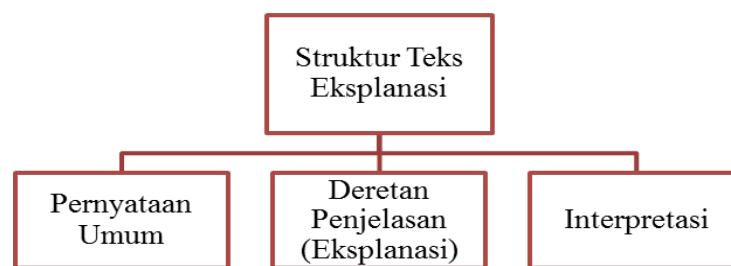 Struktur Teks
Eksplanasi
Pernyataan
Umum
Deretan
Penjelasan
(Eksplanasi)
Interpretasi